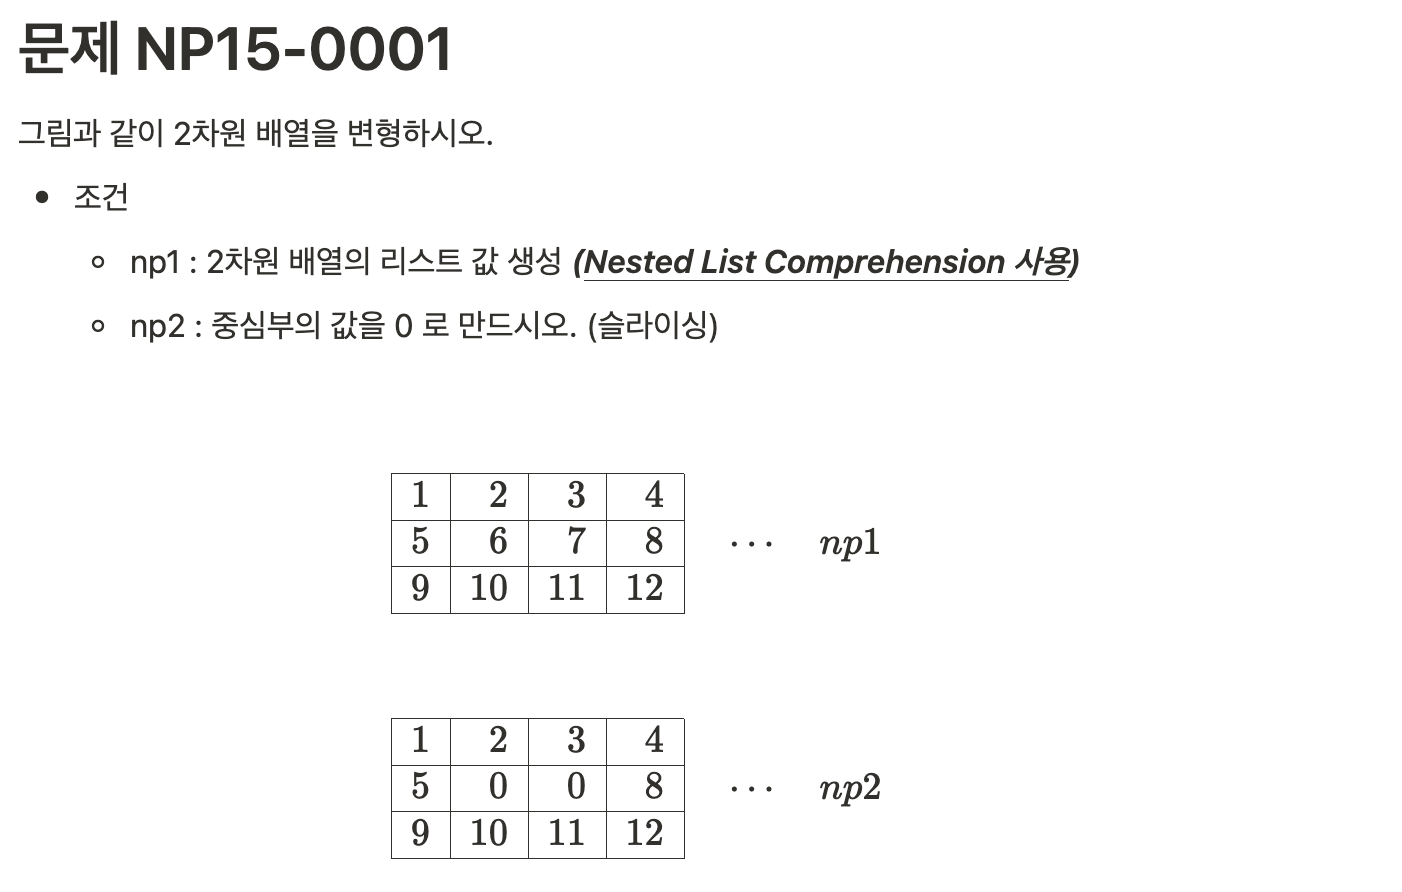 문제 NP15-0001
그림과 같이 2차원 배열을 변형하시오.
조건
np1 : 2차원 배열의 리스트 값 생성 (Nested List Comprehension 사용)
np2 : 중심부의 값을 0 로 만드시오. (슬라이싱)
1 2 3 4
5 6 7 8 ··· np1
9 10 11 12
1 2 3 4
5 0 0 8 ··· np2
9 10 11 12